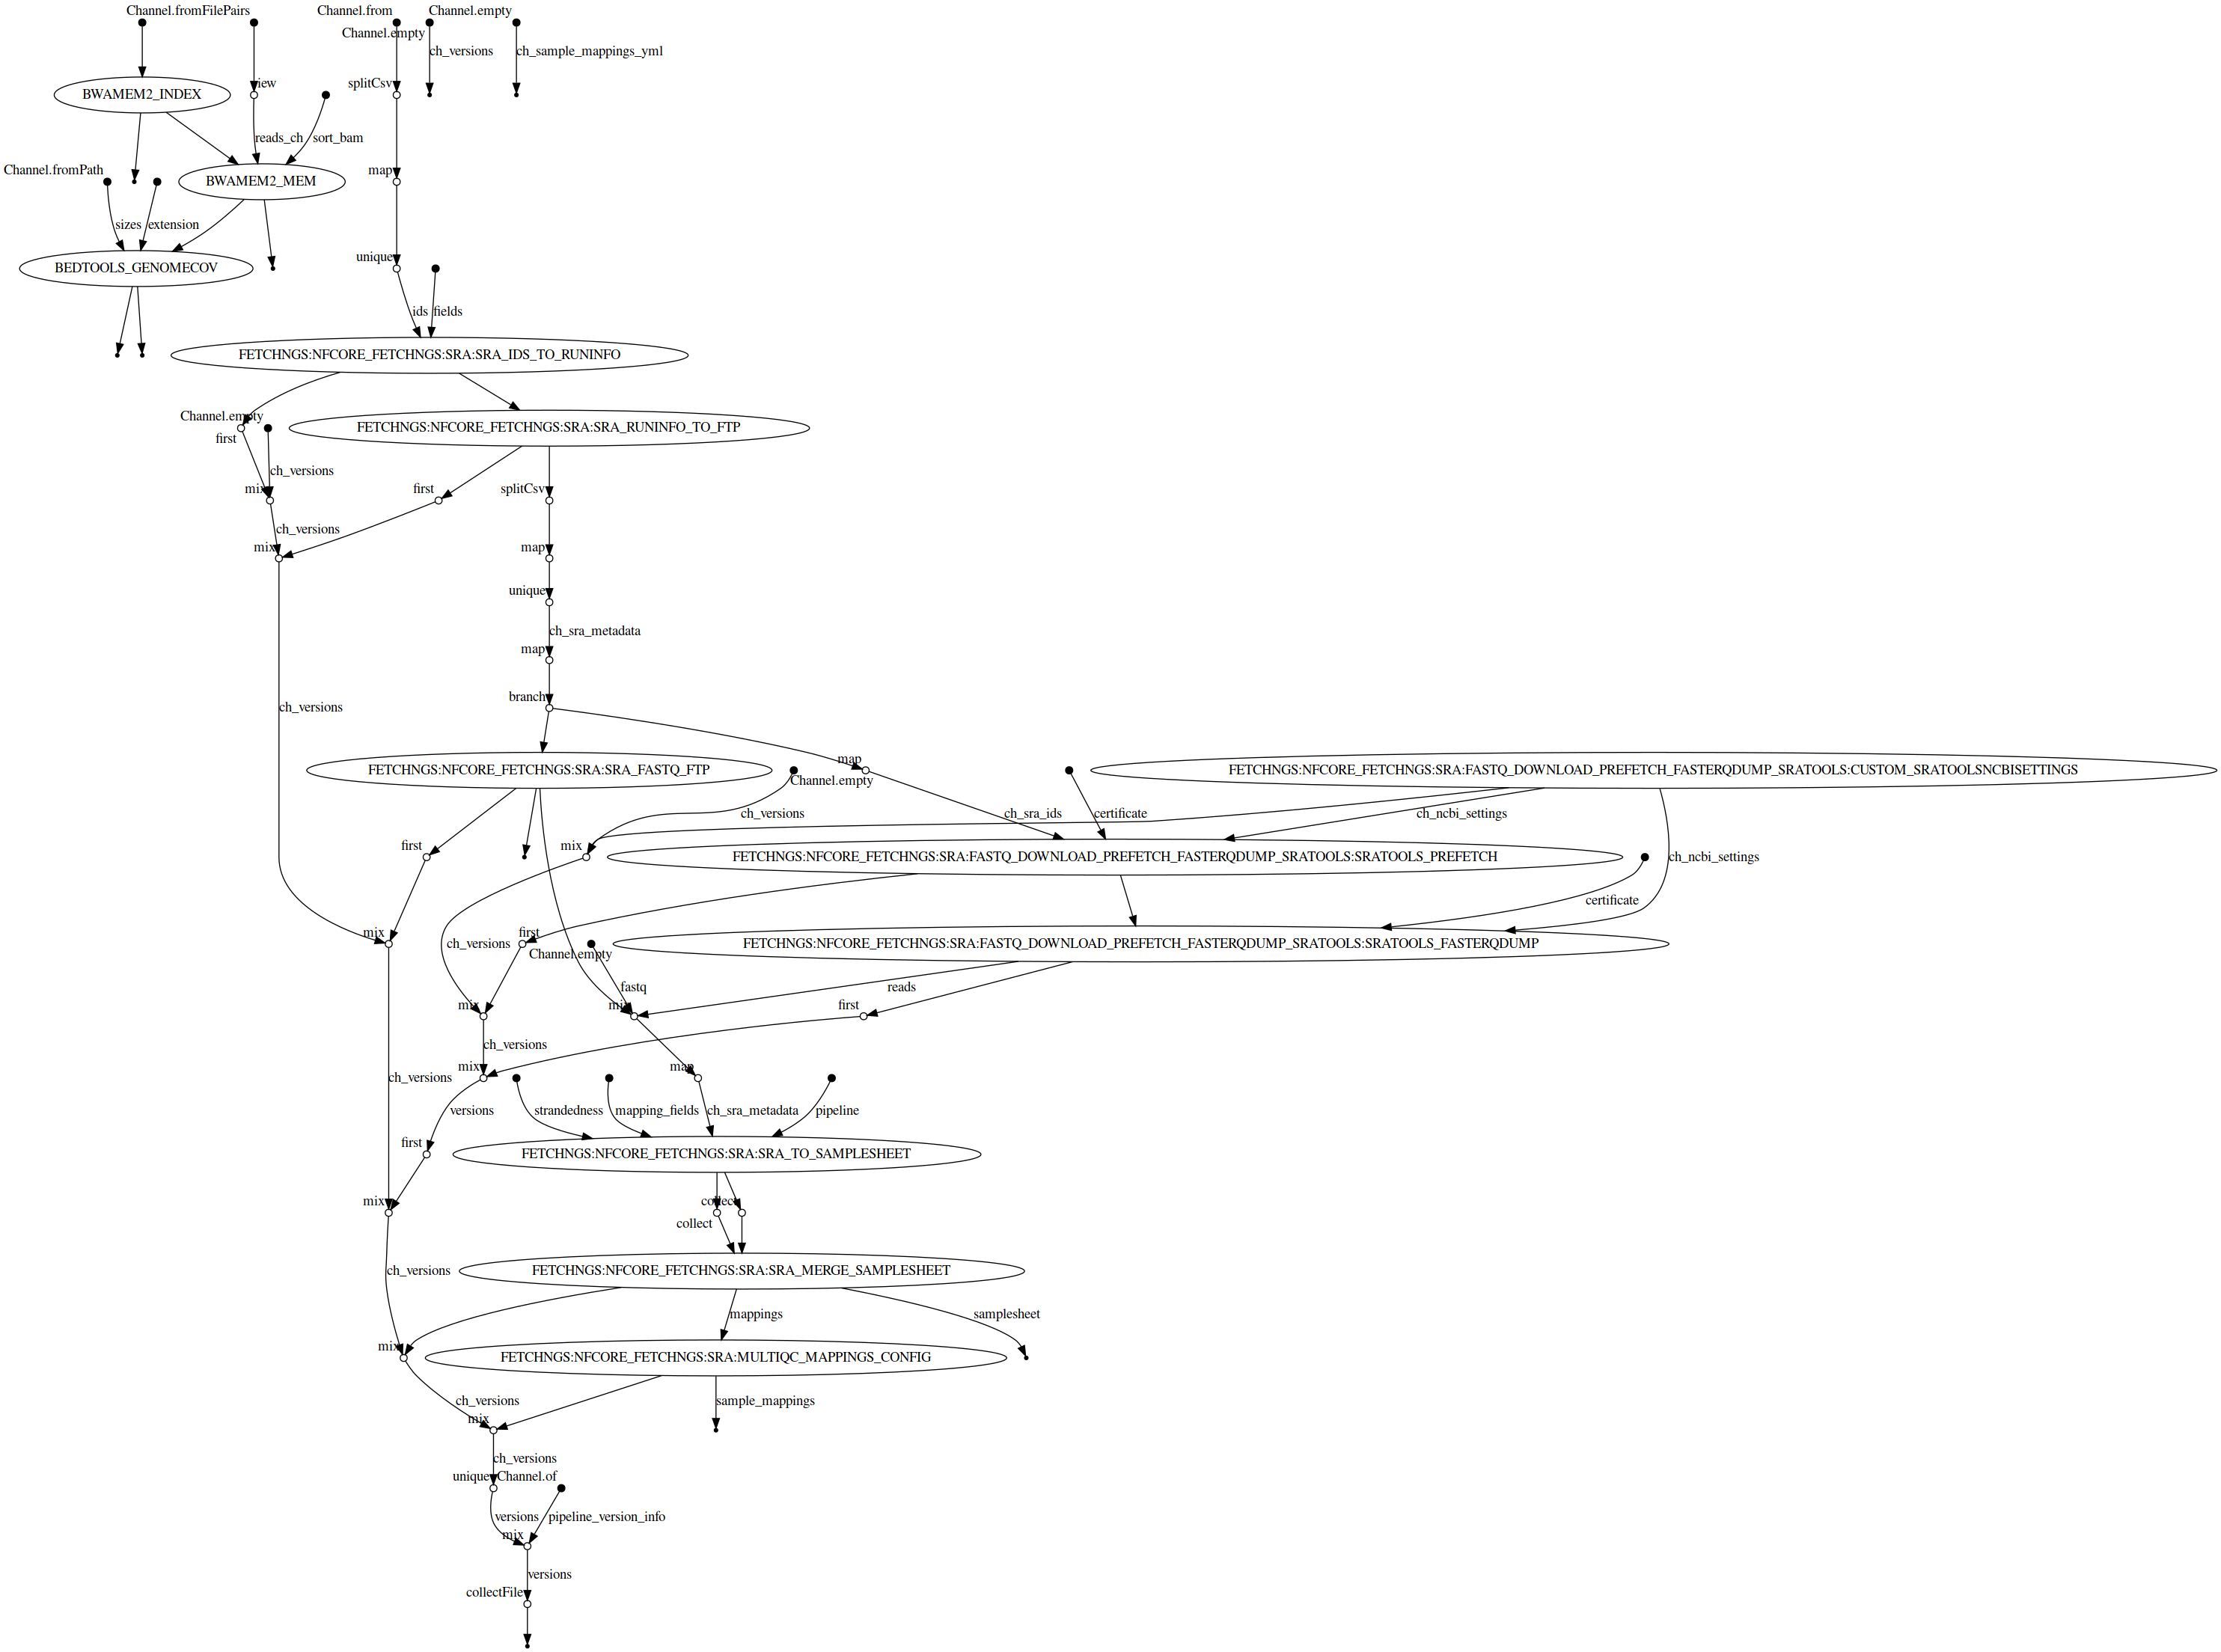 Channel.fromFilePairs
Channel.from
Channel.empty
Channel.empty
Channel.empty
ch_versions
ch_sample_mappings_yml
iew
splitCsv
BWAMEM2_INDEX
reads_ch
sort_bam
Channel.fromPath
map
BWAMEM2_MEM
sizes
extension
unique
BEDTOOLS_GENOMECOV
ids
fields
FETCHNGS:NFCORE_FETCHNGS:SRA:SRA_IDS_TO_RUNINFO
Channel.empty
FETCHNGS:NFCORE_FETCHNGS:SRA:SRA_RUNINFO_TO_FTP
first
ch_versions
mix
first
splitCsv
ch_versions
mix
map
unique
ch_sra_metadata
map
branch
ch_versions
map
FETCHNGS:NFCORE_FETCHNGS:SRA:SRA_FASTQ_FTP
Channel.empty
FETCHNGS:NFCORE_FETCHNGS:SRA:FASTQ_DOWNLOAD_PREFETCH_FASTERQDUMP_SRATOOLS:CUSTOM_SRATOOLSNCBISETTINGS
ch_versions
ch_sra_ids
certificate
ch_ncbi_settings
first
mix
FETCHNGS:NFCORE_FETCHNGS:SRA:FASTQ_DOWNLOAD_PREFETCH_FASTERQDUMP_SRATOOLS:SRATOOLS_PREFETCH
ch_ncbi_settings
certificate
mix
first
ch_versions
FETCHNGS:NFCORE_FETCHNGS:SRA:FASTQ_DOWNLOAD_PREFETCH_FASTERQDUMP_SRATOOLS:SRATOOLS_FASTERQDUMP
Channel.empty
fastq
reads
mix
mix
first
ch_versions
mix
map
ch_versions
versions
strandedness
mapping_fields
ch_sra_metadata
pipeline
first
FETCHNGS:NFCORE_FETCHNGS:SRA:SRA_TO_SAMPLESHEET
mix
collect
collect
ch_versions
FETCHNGS:NFCORE_FETCHNGS:SRA:SRA_MERGE_SAMPLESHEET
mappings
samplesheet
mix
FETCHNGS:NFCORE_FETCHNGS:SRA:MULTIQC_MAPPINGS_CONFIG
ch_versions
sample_mappings
mix
ch_versions
unique
Channel.of
versions
pipeline_version_info
mix
versions
collectFile